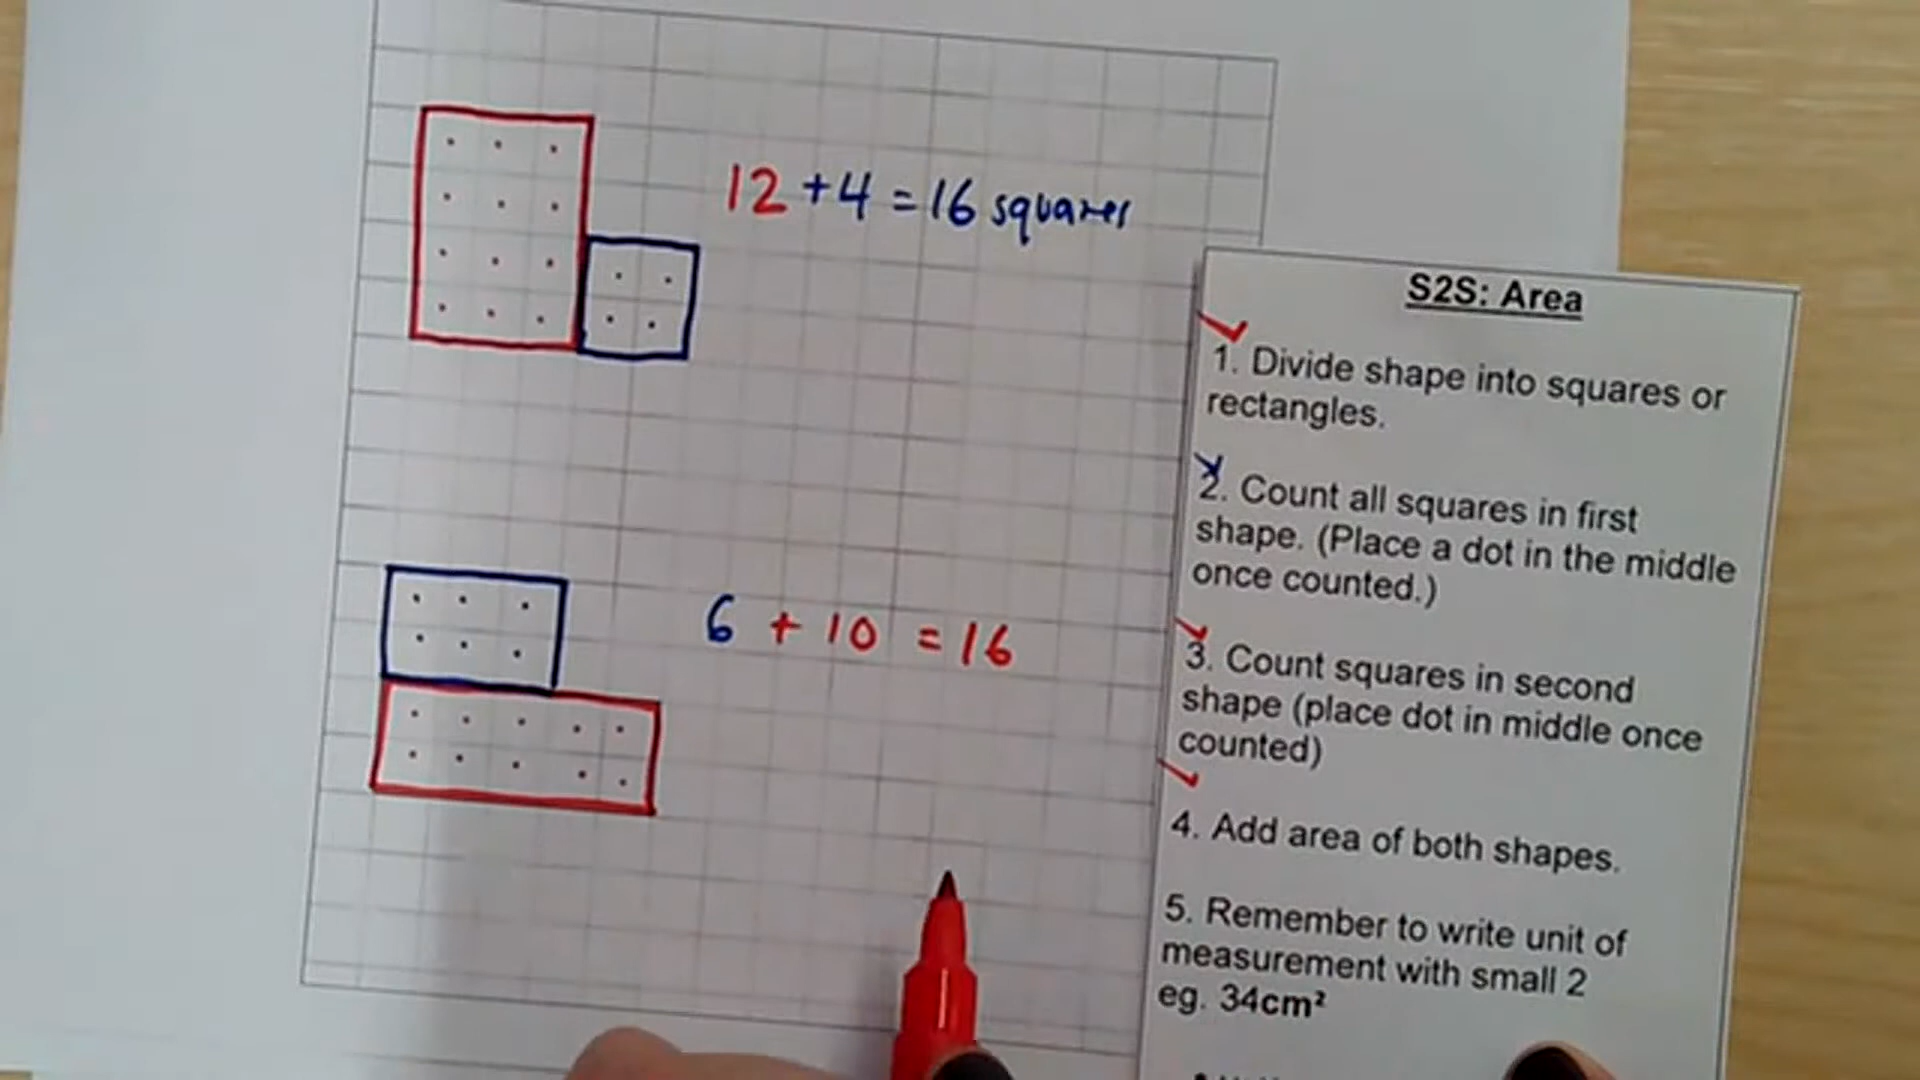 12 + 4 = 16 squares
6 + 10 = 16
S2S: Area
1. Divide shape into squares or
rectangles.
2. Count all squares in first
shape. (Place a dot in the middle
once counted.)
3. Count squares in second
shape (place dot in middle once
counted)
4. Add area of both shapes.
5. Remember to write unit of
measurement with small 2
eg. 34cm²